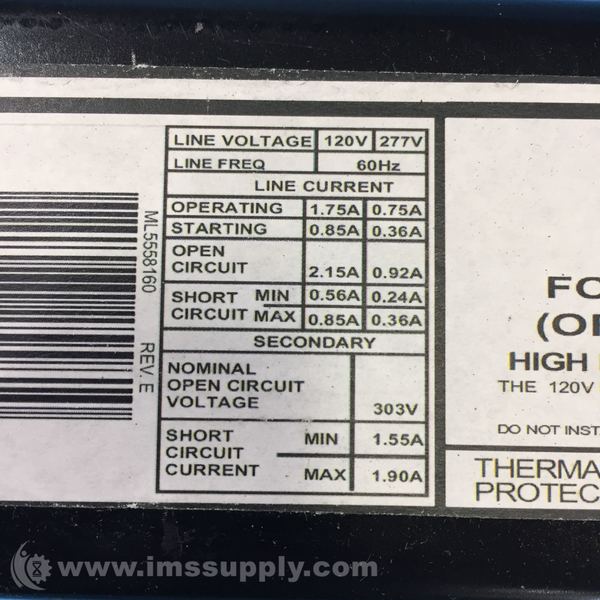 LINE VOLTAGE 120V 277V
LINE FREQ 60Hz
LINE CURRENT
OPERATING 1.75A 0.75A
STARTING 0.85A 0.36A
OPEN
CIRCUIT 2.15A 0.92A
SHORT MIN 0.56A 0.24A
CIRCUIT MAX 0.85A 0.36A
SECONDARY
NOMINAL
OPEN CIRCUIT
VOLTAGE 303V
SHORT MIN 1.55A
CIRCUIT
CURRENT MAX 1.90A
ML5558160 REV. E
FO
(OF
HIGH
THE 120V
DO NOT INST
THERMA
PROTEC
www.imssupply.com